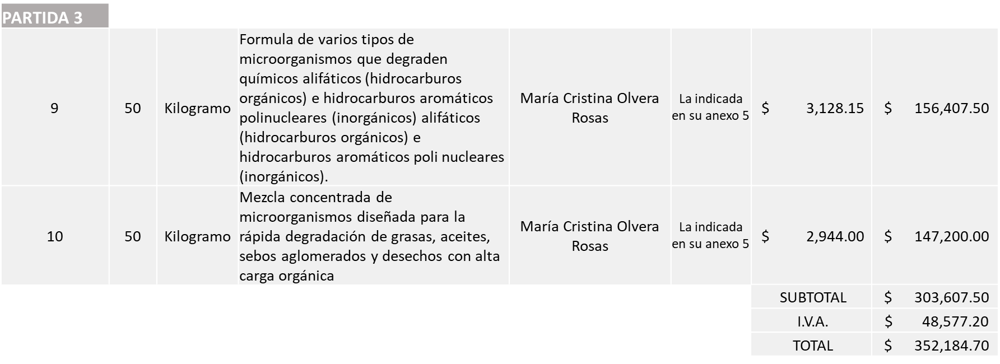 PARTIDA 3
9
50
Kilogramo
Formula de varios tipos de
microorganismos que degraden
químicos alifáticos (hidrocarburos
orgánicos) e hidrocarburos aromáticos
polinucleares (inorgánicos) alifáticos
(hidrocarburos orgánicos) e
hidrocarburos aromáticos poli nucleares
(inorgánicos).
María Cristina Olvera
Rosas
La indicada
en su anexo 5
$ 3,128.15
$ 156,407.50
10
50
Kilogramo
Mezcla concentrada de
microorganismos diseñada para la
rápida degradación de grasas, aceites,
sebos aglomerados y desechos con alta
carga orgánica
María Cristina Olvera
Rosas
La indicada
en su anexo 5
$ 2,944.00
$ 147,200.00
SUBTOTAL $ 303,607.50
I.V.A. $ 48,577.20
TOTAL $ 352,184.70